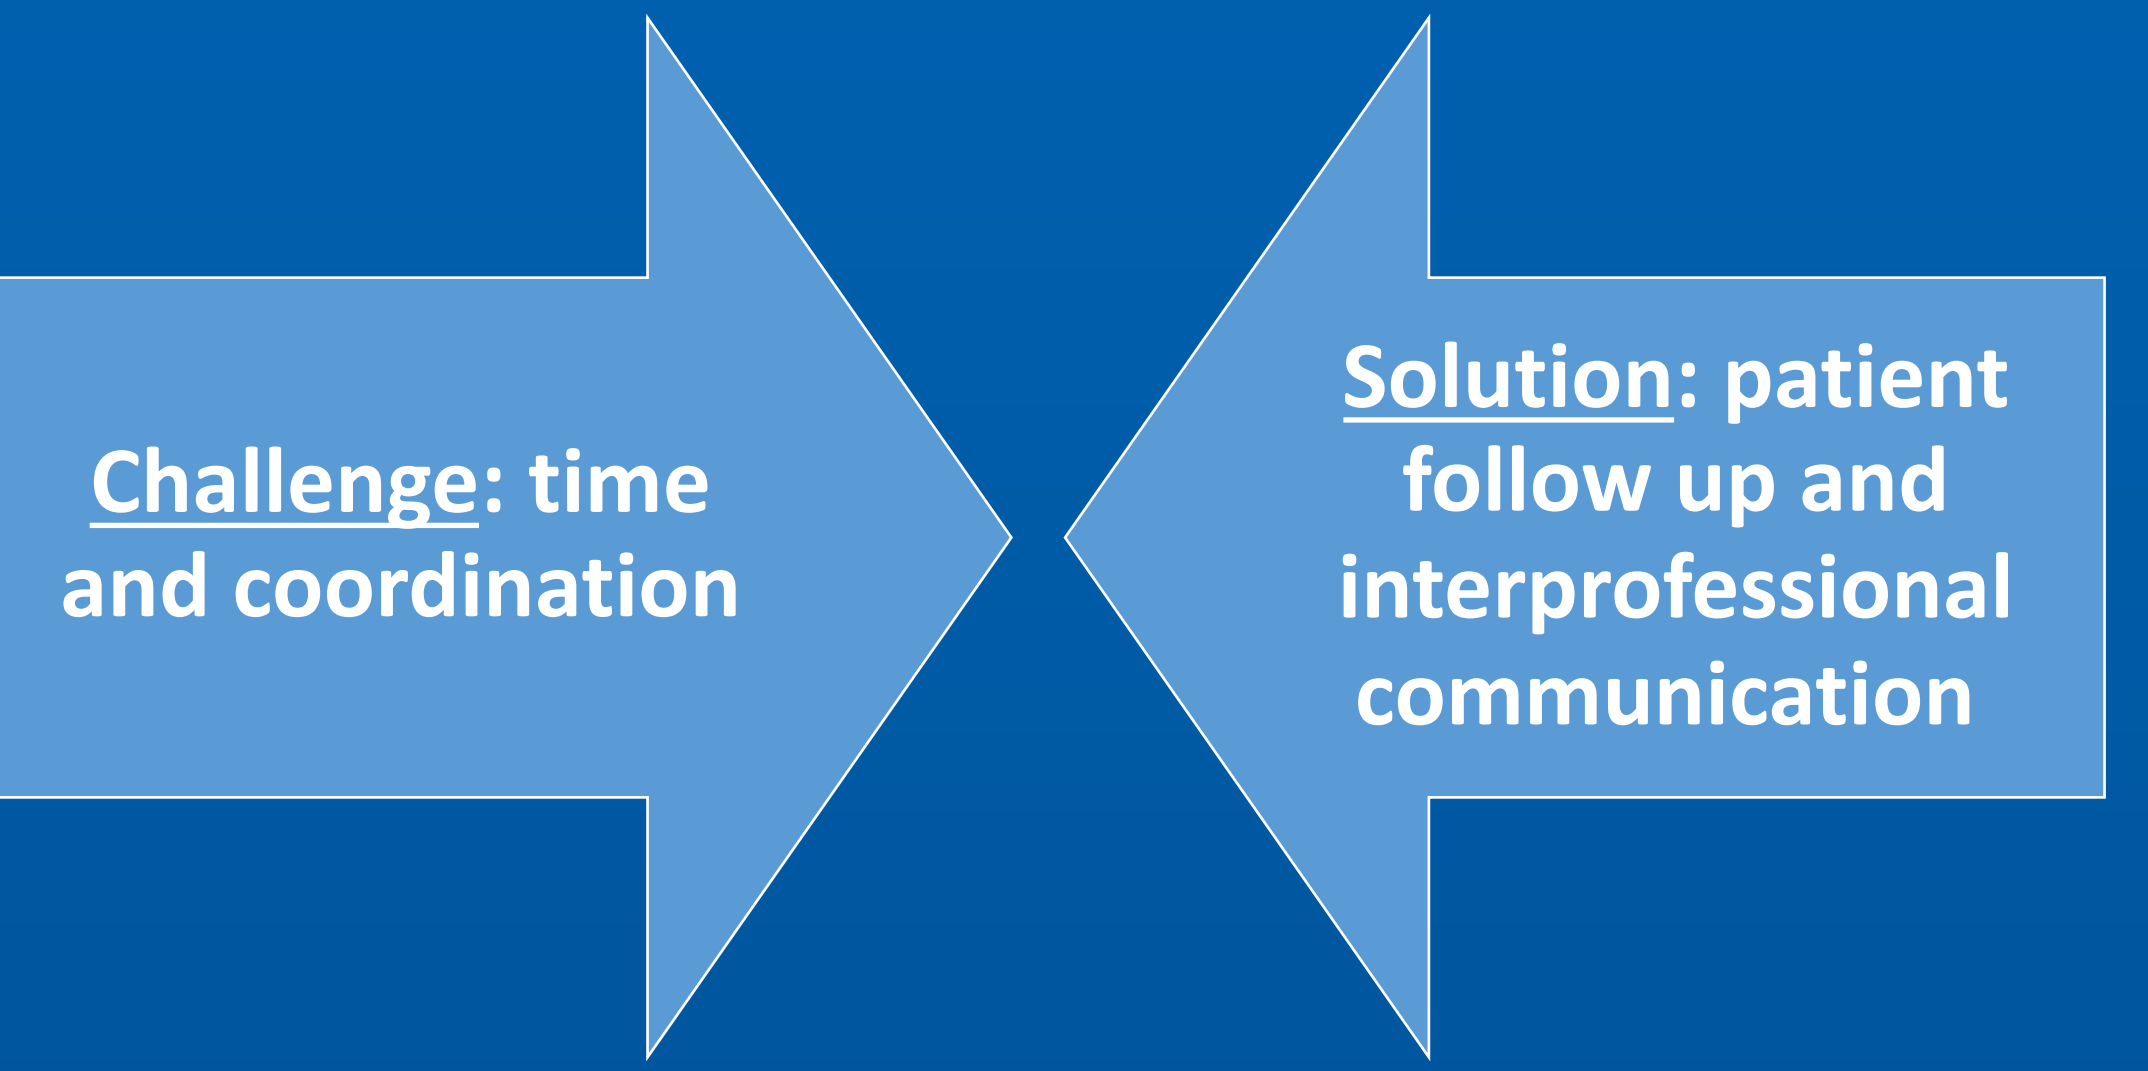 Challenge: time
and coordination
Solution: patient
follow up and
interprofessional
communication